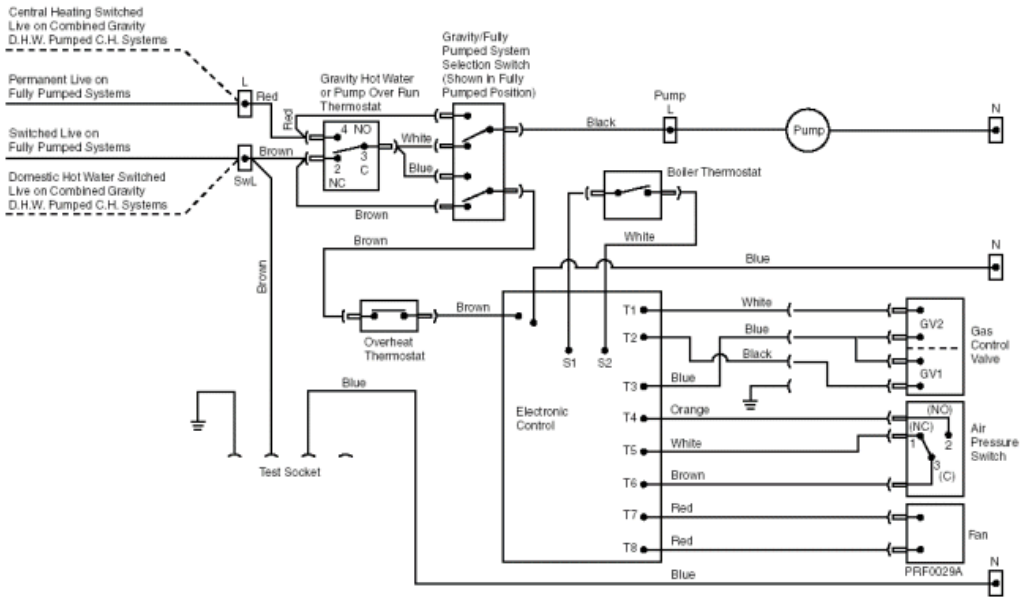 Central Heating Switched
Live on Combined Gravity
D.H.W. Pumped C.H. Systems
Permanent Live on
Fully Pumped Systems
Switched Live on
Fully Pumped Systems
Domestic Hot Water Switched
Live on Combined Gravity
D.H.W. Pumped C.H. Systems
L
Red
Brown
SwL
Brown
Red
Gravity Hot Water
or Pump Over Run
Thermostat
4 NO
3
2 C
NC
White
Blue
Brown
Gravity/Fully
Pumped System
Selection Switch
(Shown In Fully
Pumped Position)
Black
Pump
L
Pump
N
Boiler Thermostat
White
Brown
Blue
N
Overheat
Thermostat
Brown
S1
S2
Electronic
Control
T1
T2
T3
T4
T5
T6
T7
T8
White
Blue
Black
Blue
Orange
White
Brown
Red
Red
GV2
GV1
Gas
Control
Valve
(NO)
(NC)
1
2
3
(C)
Air
Pressure
Switch
Fan
PRF0029A
Blue
Test Socket
Blue
N